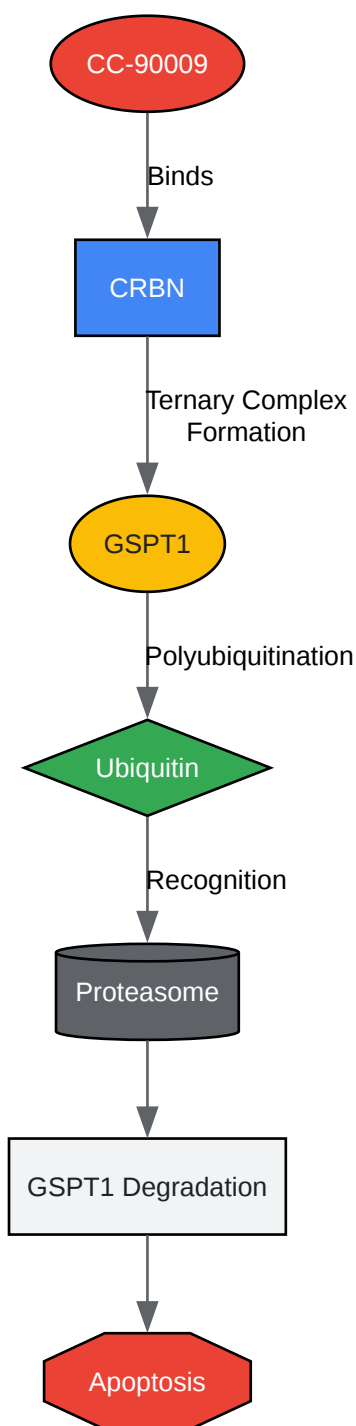 CC-90009
Binds
CRBN
Ternary Complex
Formation
GSPT1
Polyubiquitination
Ubiquitin
Recognition
Proteasome
GSPT1 Degradation
Apoptosis